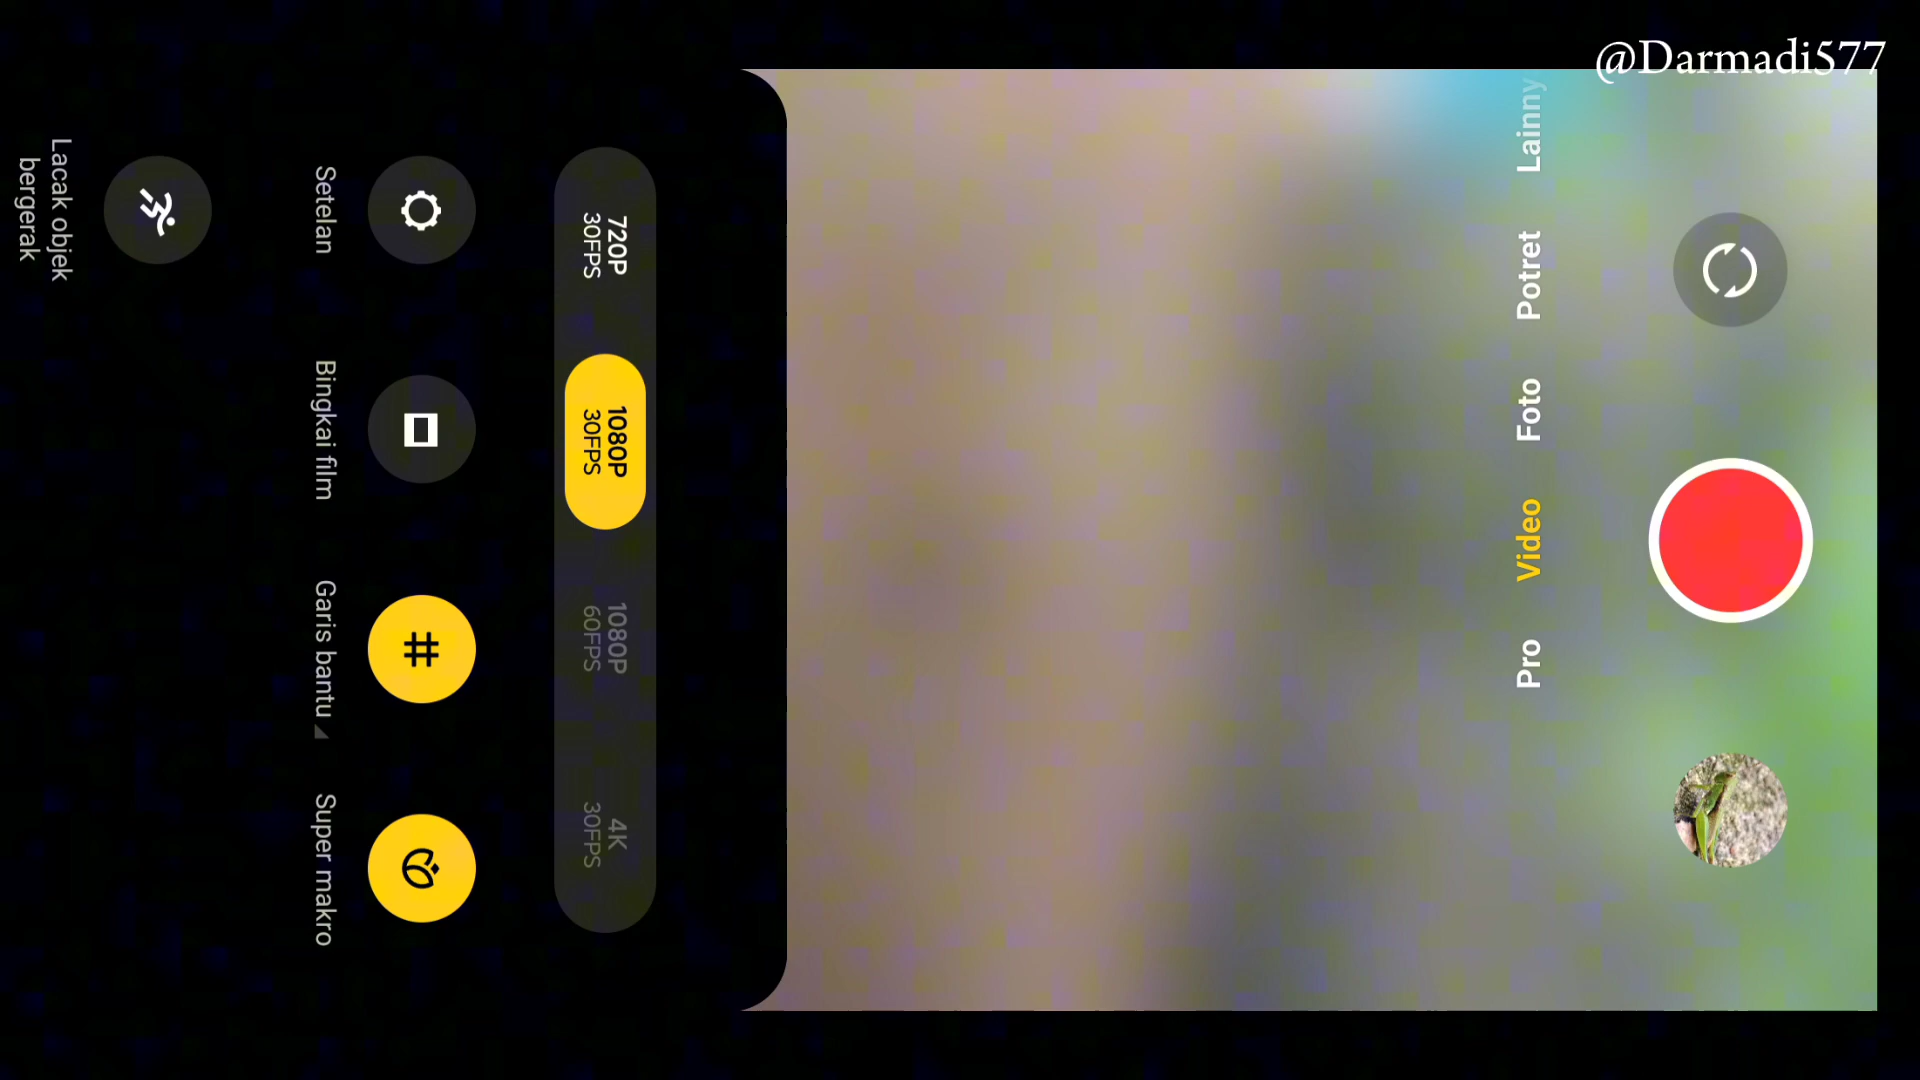 @Darmadi577
720P
30FPS
1080P
30FPS
1080P
60FPS
4K
30FPS
Setelan
Bingkai film
Garis bantu
Super makro
Lacak objek
bergerak
Pro
Video
Foto
Potret
Lainny